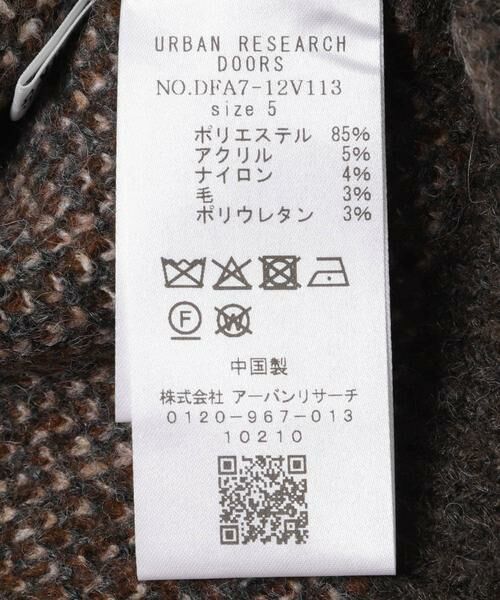 URBAN RESEARCH
DOORS
NO.DFA7-12V113
size 5
ポリエステル 85%
アクリル 5%
ナイロン 4%
毛 3%
ポリウレタン 3%
F W
中国製
株式会社 アーバンリサーチ
0120-967-013
10210